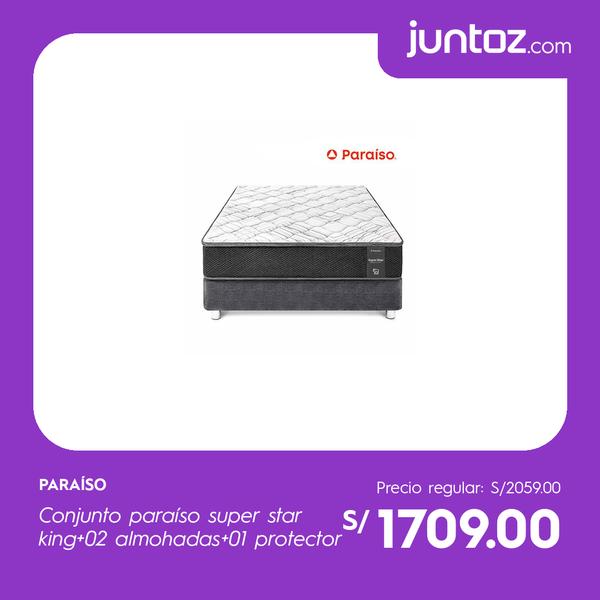 juntoz.com
Paraíso
PARAÍSO
Conjunto paraíso super star
king+02 almohadas+01 protector
Precio regular: S/2059.00
S/ 1709.00